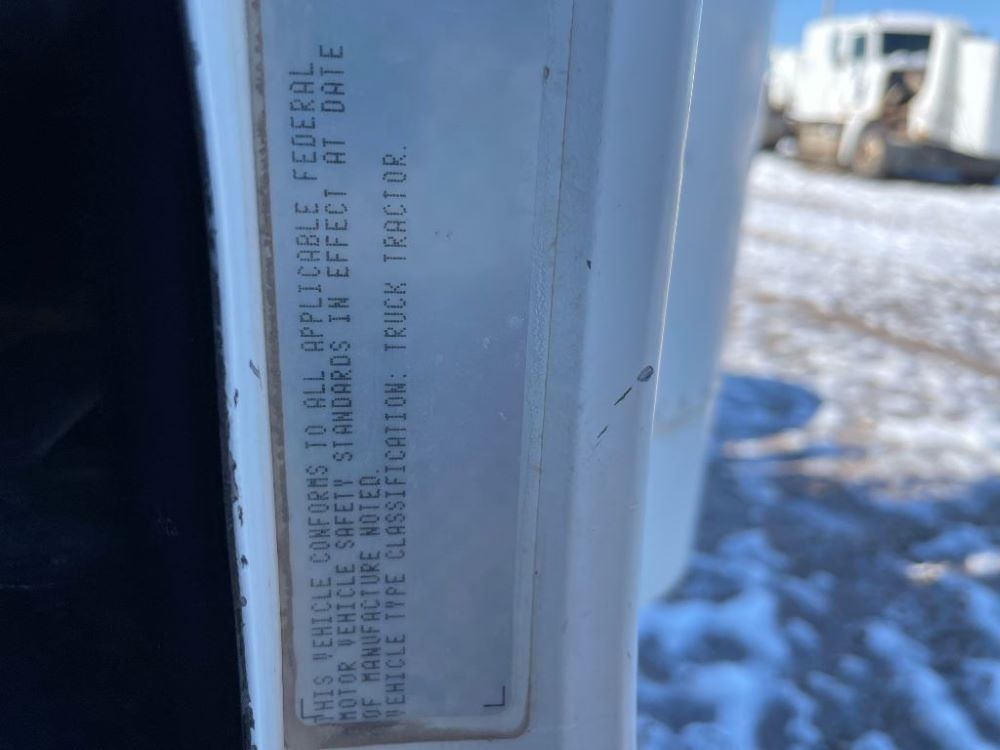 THIS VEHICLE CONFORMS TO ALL APPLICABLE FEDERAL
MOTOR VEHICLE SAFETY STANDARDS IN EFFECT AT DATE
OF MANUFACTURE NOTED.
VEHICLE TYPE CLASSIFICATION: TRUCK TRACTOR.